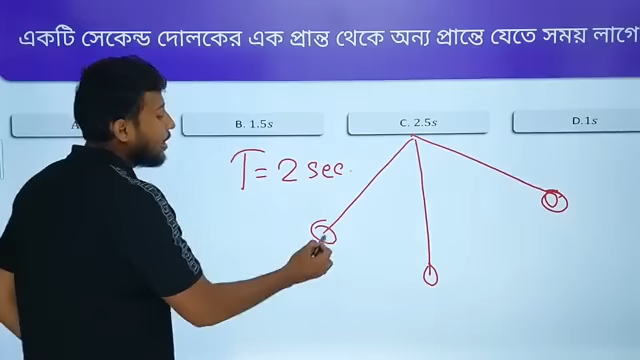 একটি সেকেন্ড দোলকের এক প্রান্ত থেকে অন্য প্রান্তে যেতে সময় লাগে
B. 1.5s
C. 2.5s
D.1s
T = 2 sec.